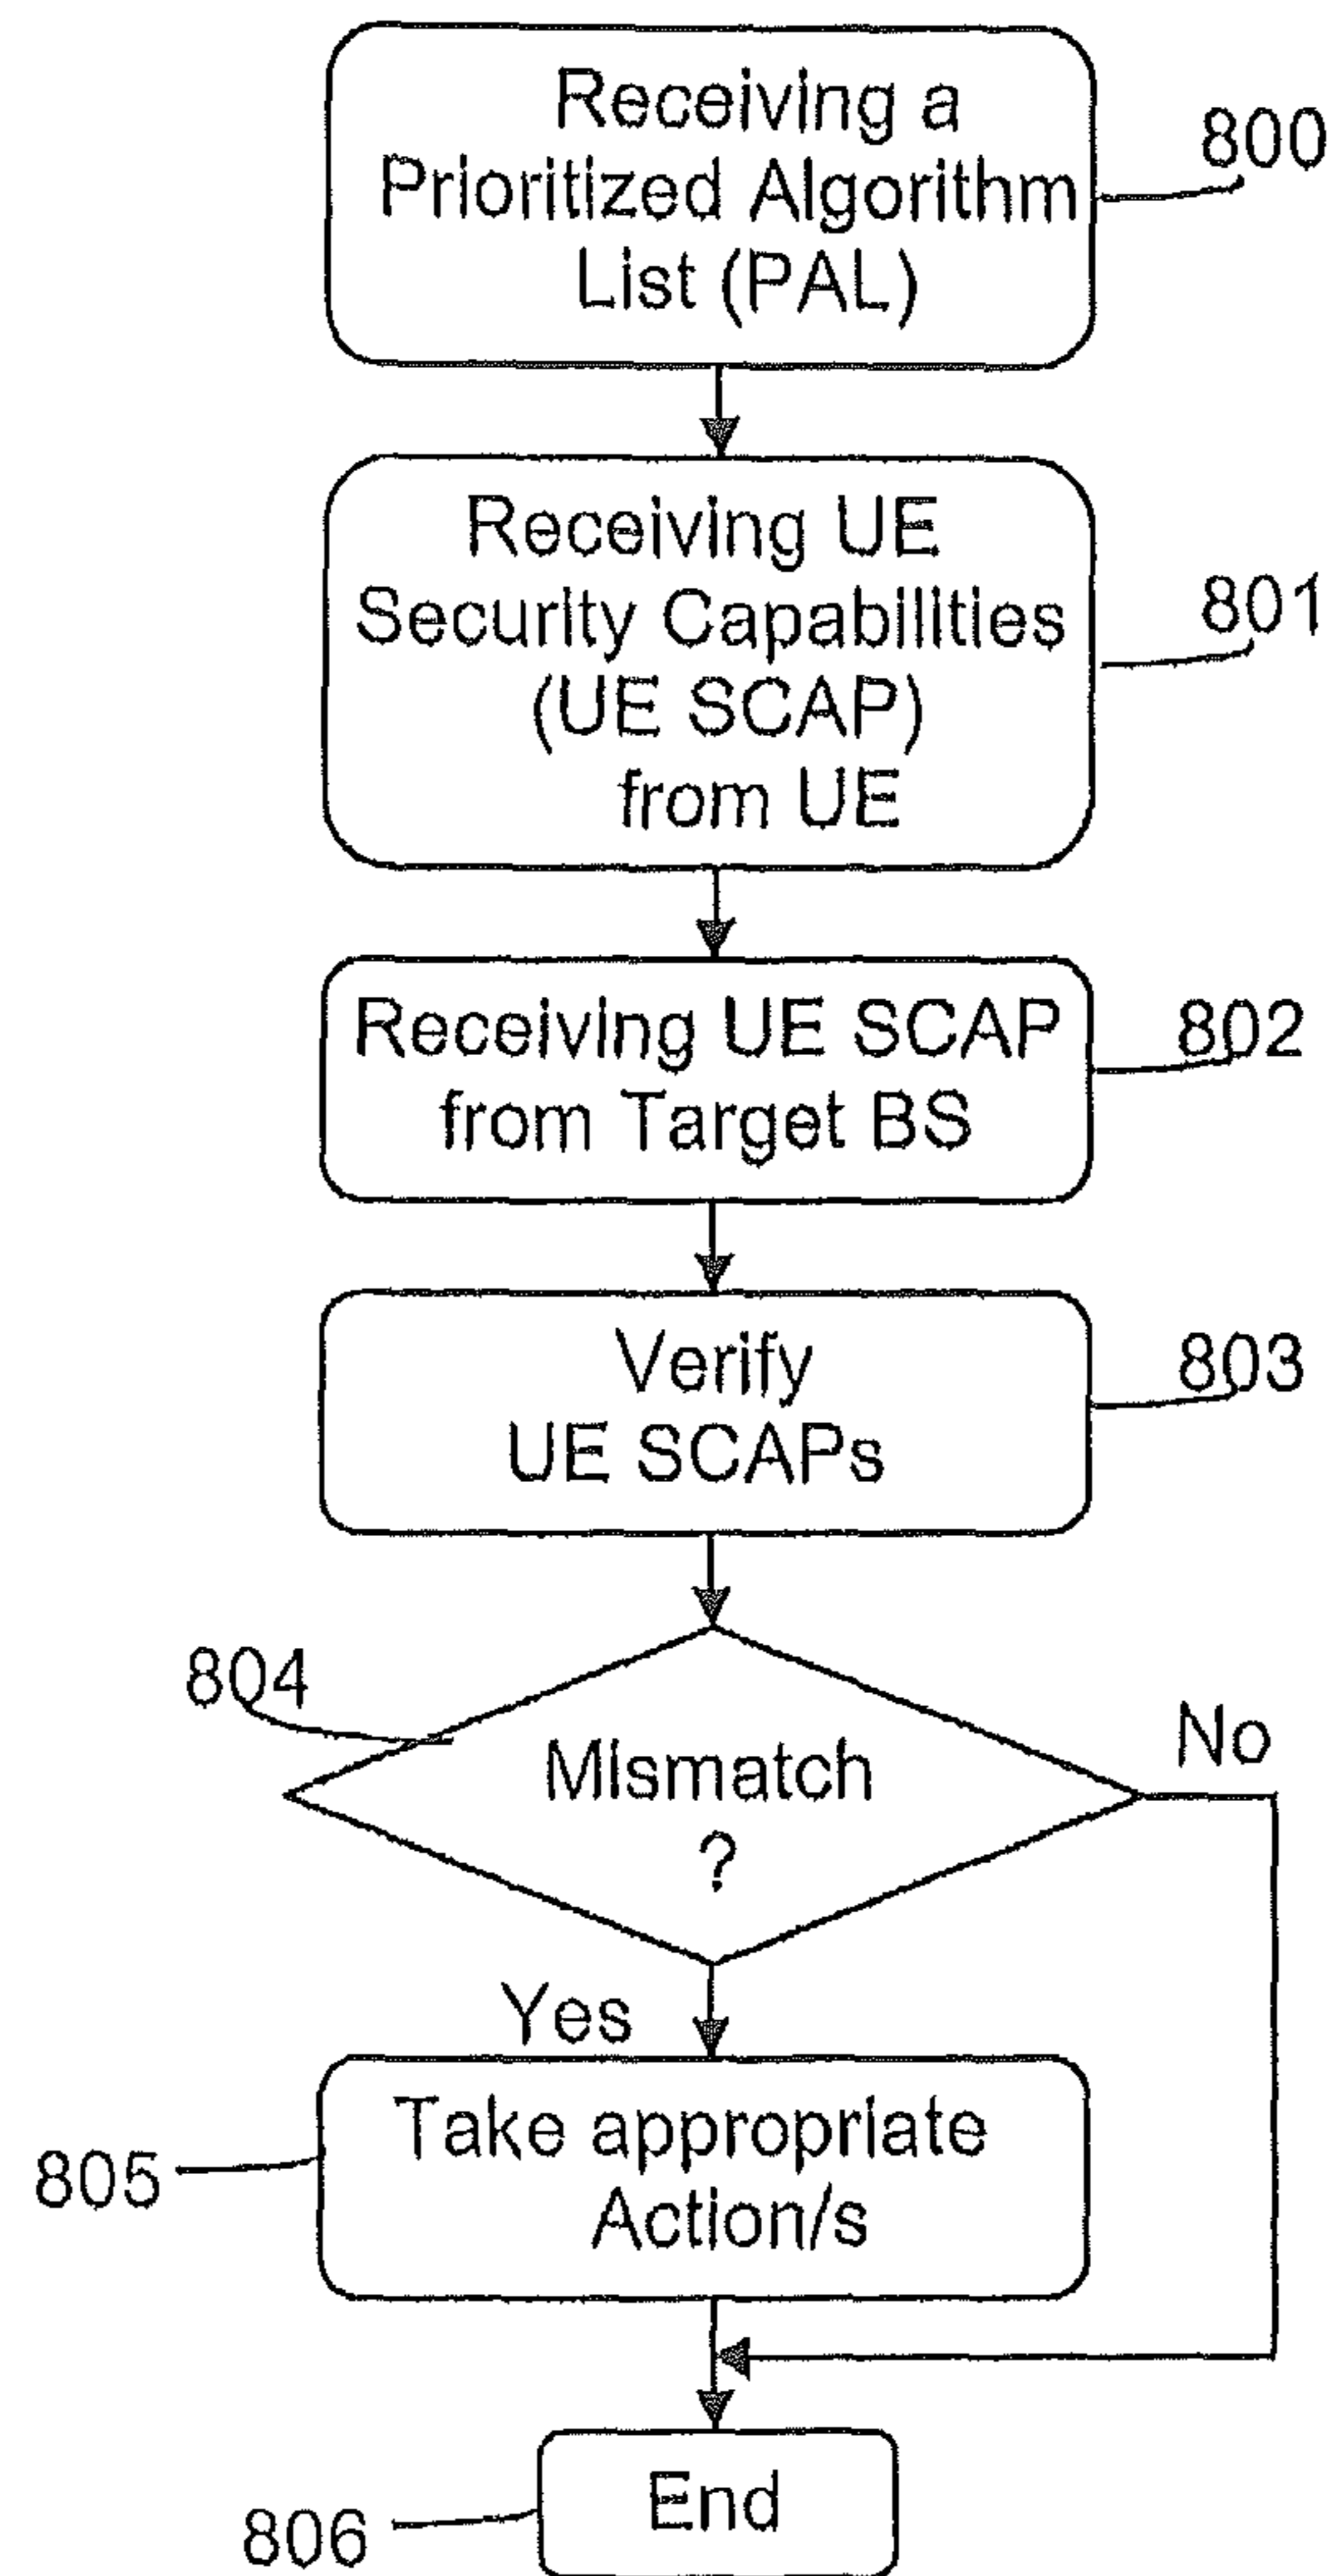 Receiving a
Prioritized Algorithm
List (PAL)
800
Receiving UE
Security Capabilities
(UE SCAP)
from UE
801
Receiving UE SCAP
from Target BS
802
Verify
UE SCAPs
803
804
Mismatch
?
No
Yes
Take appropriate
Action/s
805
End
806